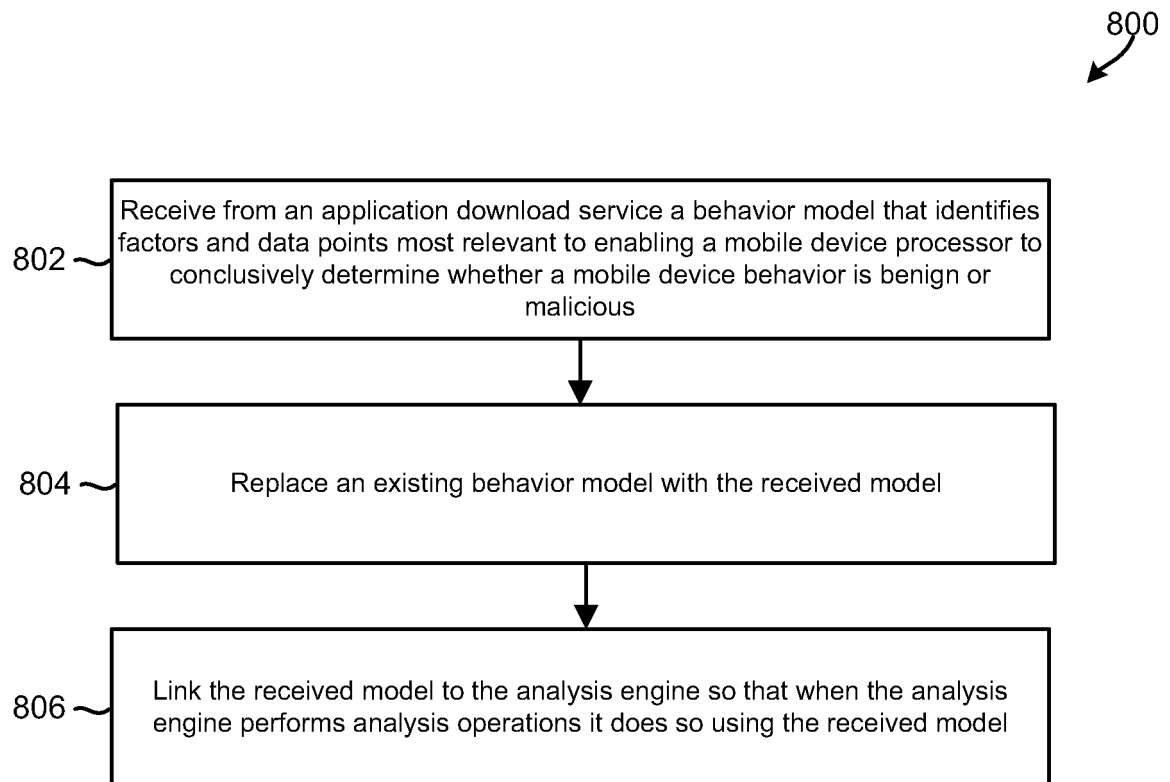 800
802
Receive from an application download service a behavior model that identifies
factors and data points most relevant to enabling a mobile device processor to
conclusively determine whether a mobile device behavior is benign or
malicious
804
Replace an existing behavior model with the received model
806
Link the received model to the analysis engine so that when the analysis
engine performs analysis operations it does so using the received model